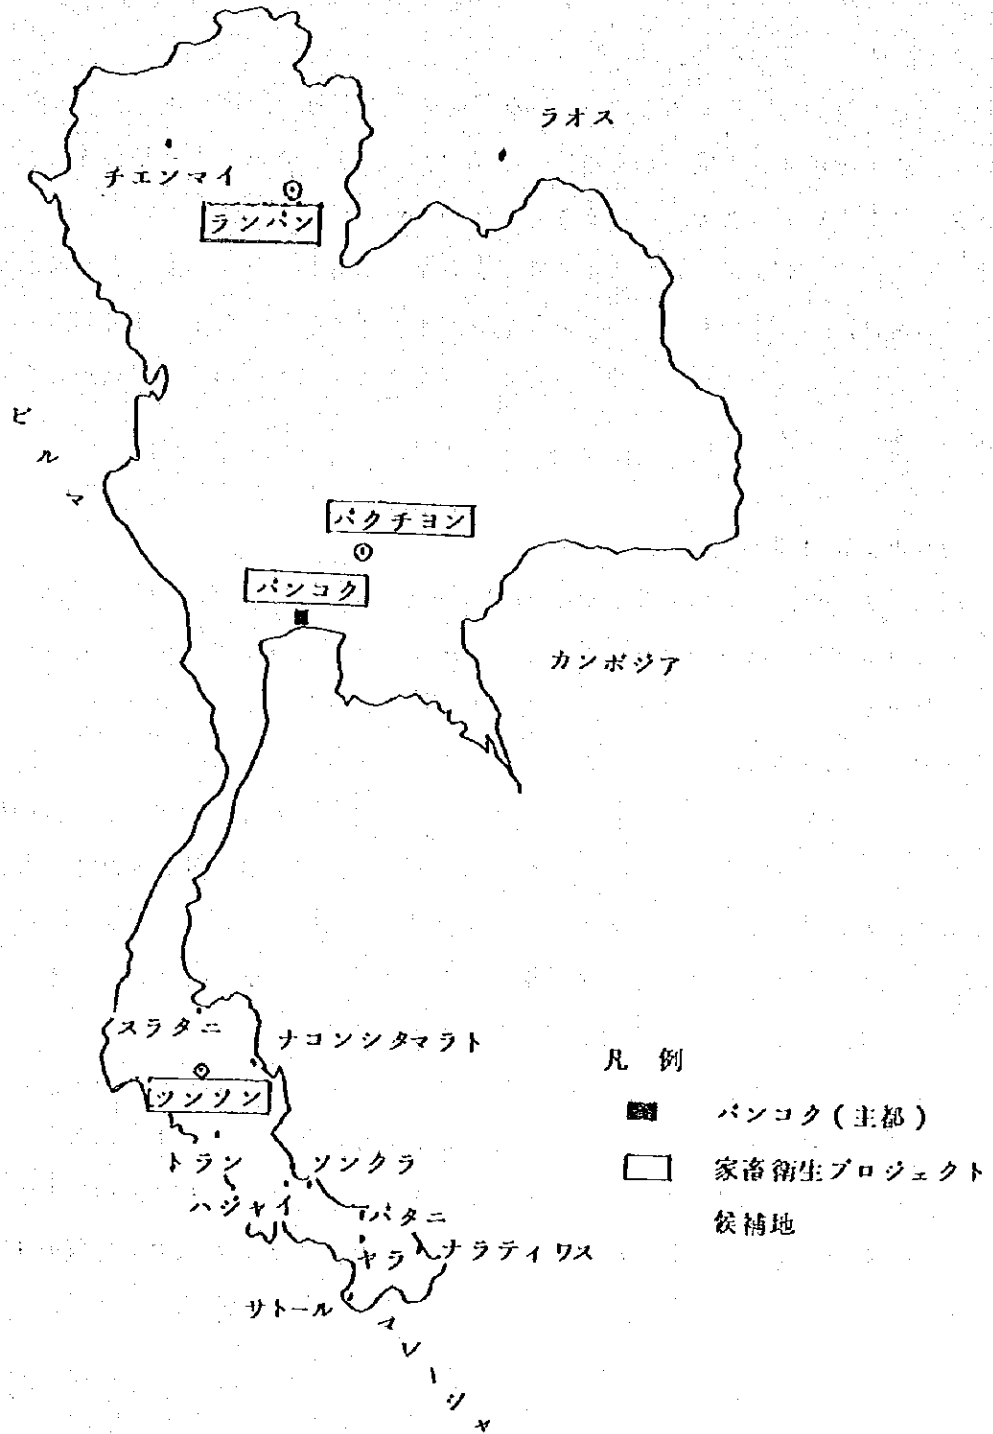 ラオス
チエンマイ
ランパン
ビルマ
パクチヨン
バンコク
カンボジア
スラタニ
ナコンシタマラト
凡例
ツンソン
バンコク(主都)
トラン
ソンクラ
家畜衛生プロジェクト
候補地
ハジャイ
パタニ
ヤラ
ナラティワス
サトール
マレーシャ